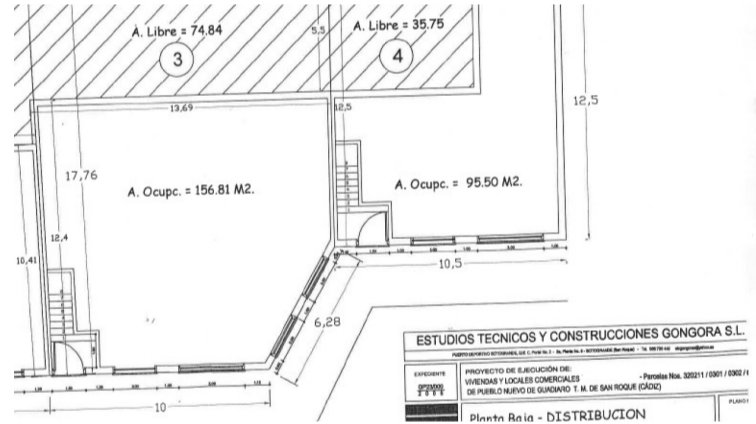 A. Libre = 74.84
3
5,5
A. Libre = 35.75
4
13,69
12,5
12,5
17,76
A. Ocupc. = 156.81 M2.
A. Ocupc. = 95.50 M2.
12,4
10,41
10,5
6,28
10
ESTUDIOS TECNICOS Y CONSTRUCCIONES GONGORA S.L.
EXPEDIENTE
PROYECTO DE EJECUCIÓN DE:
VIENDAS Y LOCALES COMERCIALES - Parcelas Nos. 320211 / 0301 / 0302 /
DE PUEBLO NUEVO DE GUADIARO T. M. DE SAN ROQUE (CÁDIZ)
Planta Baja - DISTRIBUCION
PLANO